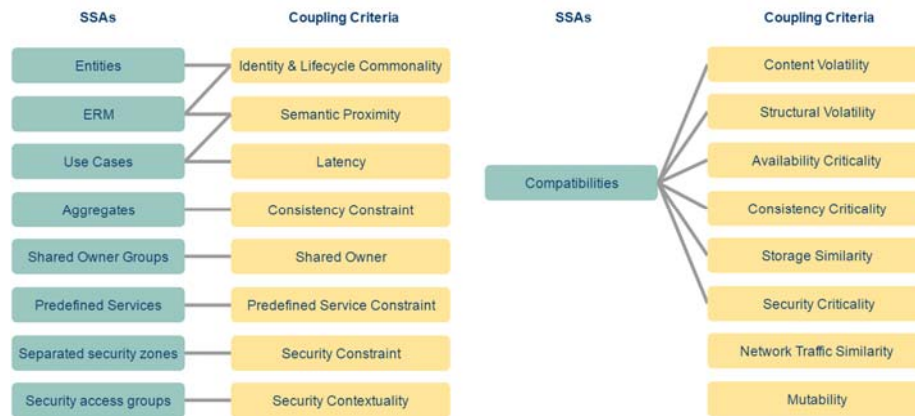 SSAs
Coupling Criteria
Entities
Identity & Lifecycle Commonality
ERM
Semantic Proximity
Use Cases
Latency
Aggregates
Consistency Constraint
Shared Owner Groups
Shared Owner
Predefined Services
Predefined Service Constraint
Separated security zones
Security Constraint
Security access groups
Security Contextuality
SSAs
Coupling Criteria
Compatibilities
Content Volatility
Structural Volatility
Availability Criticality
Consistency Criticality
Storage Similarity
Security Criticality
Network Traffic Similarity
Mutability